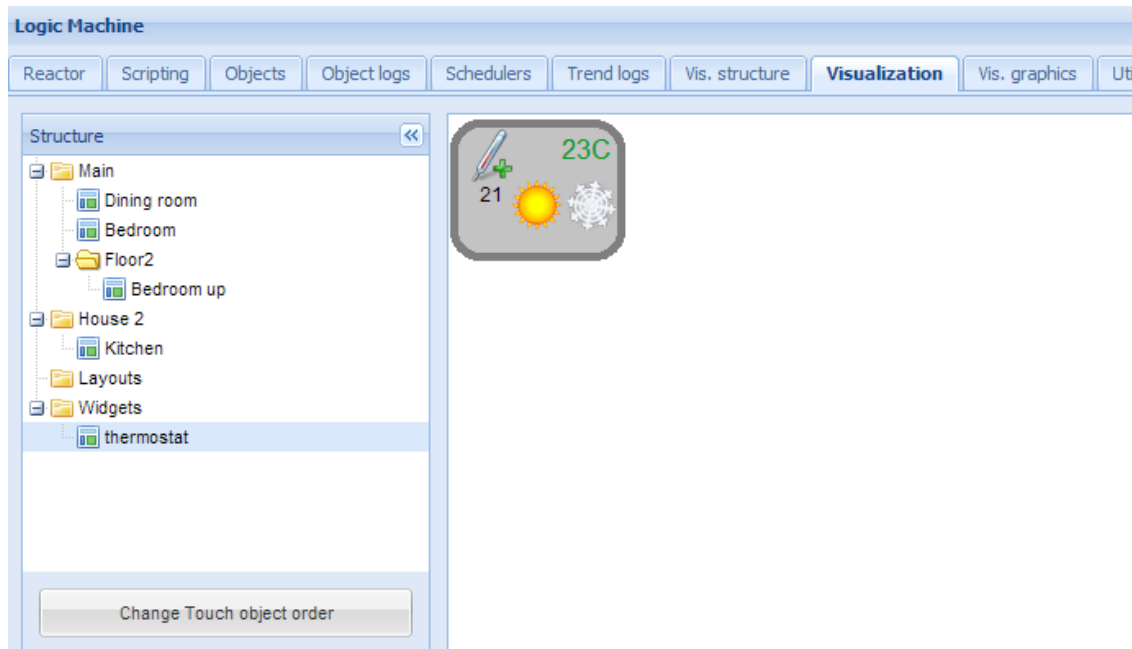 Logic Machine
Reactor Scripting Objects Object logs Schedulers Trend logs Vis. structure Visualization Vis. graphics Uti
Structure
Main
Dining room
Bedroom
Floor2
Bedroom up
House 2
Kitchen
Layouts
Widgets
thermostat
Change Touch object order
23C
21